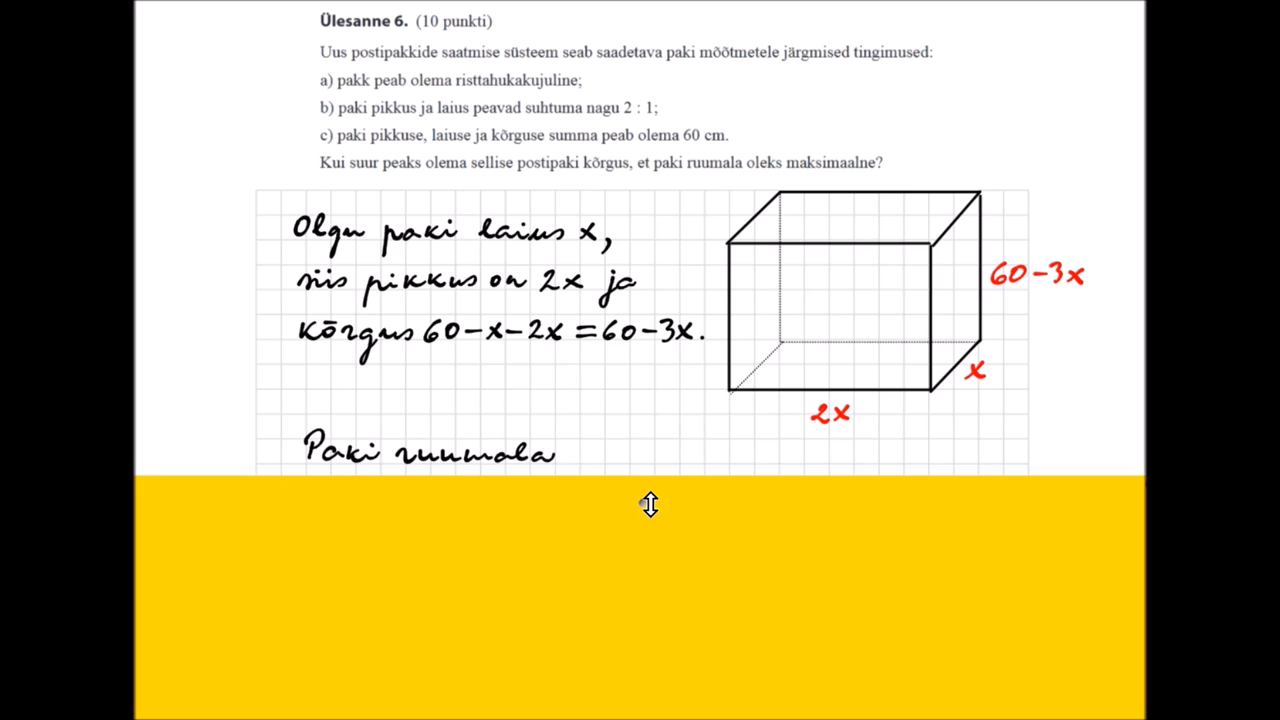 Ülesanne 6. (10 punkti)
Uus postipakkide saatmise süsteem seab saadetava paki mõõtmetele järgmised tingimused:
a) pakk peab olema risttahukakujuline;
b) paki pikkus ja laius peavad suhtuma nagu 2 : 1;
c) paki pikkuse, laiuse ja kõrguse summa peab olema 60 cm.
Kui suur peaks olema sellise postipaki kõrgus, et paki ruumala oleks maksimaalne?
Olgu paki laius x,
siis pikkus on 2x ja
kõrgus 60-x-2x=60-3x.
60-3x
x
2x
Paki ruumala